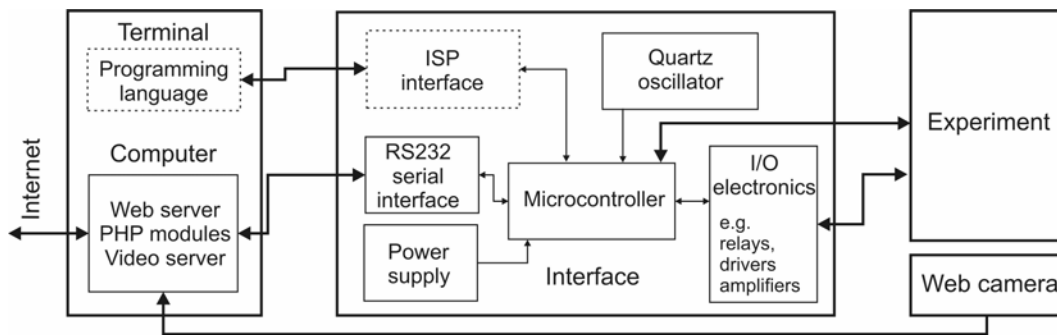 Terminal
Programming
language
Computer
Web server
PHP modules
Video server
Internet
ISP
interface
Quartz
oscillator
RS232
serial
interface
Microcontroller
I/O
electronics
e.g.
relays,
drivers
amplifiers
Power
supply
Interface
Experiment
Web camera